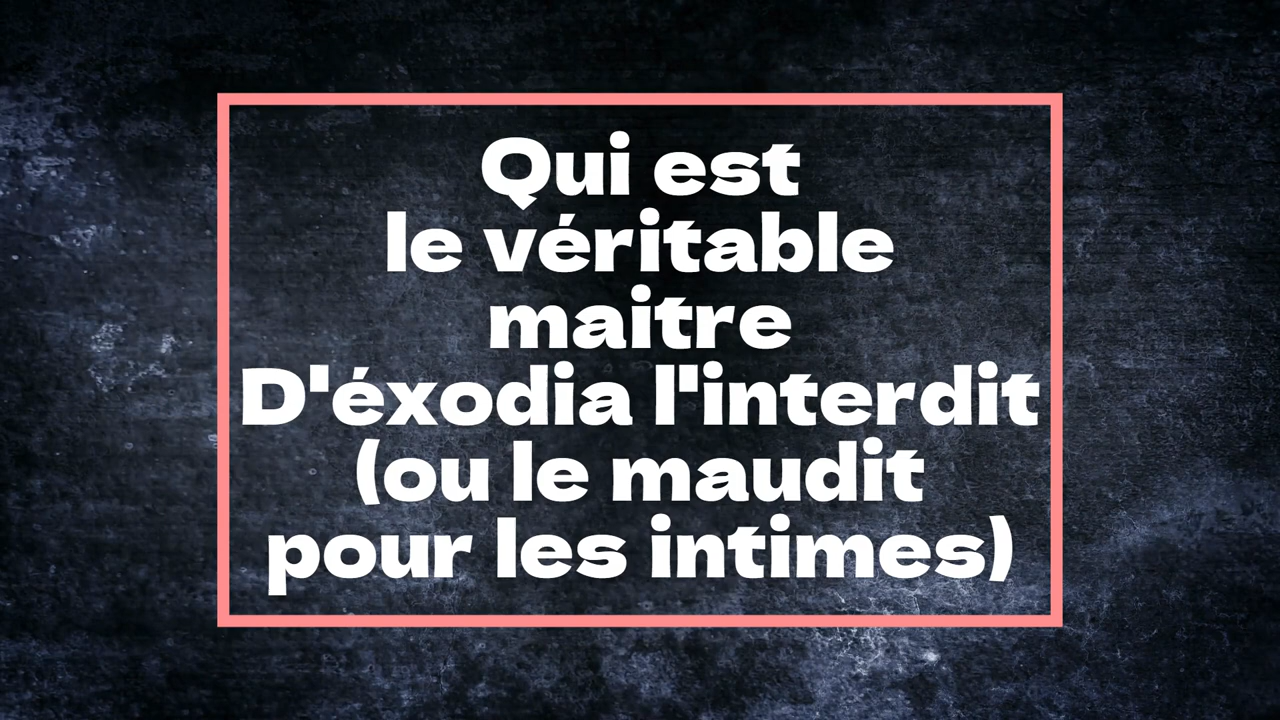 Qui est
le véritable
maitre
D'éxodia l'interdit
(ou le maudit
pour les intimes)